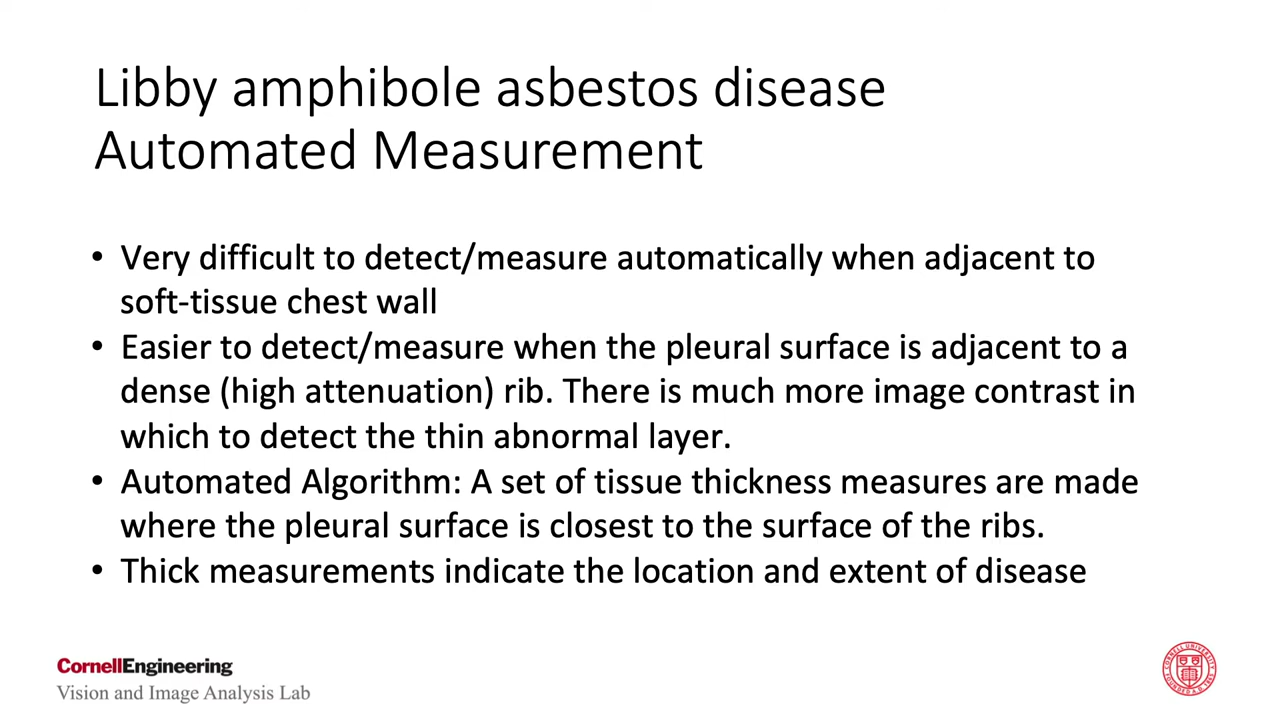 Libby amphibole asbestos disease
Automated Measurement
• Very difficult to detect/measure automatically when adjacent to
soft-tissue chest wall
• Easier to detect/measure when the pleural surface is adjacent to a
dense (high attenuation) rib. There is much more image contrast in
which to detect the thin abnormal layer.
• Automated Algorithm: A set of tissue thickness measures are made
where the pleural surface is closest to the surface of the ribs.
• Thick measurements indicate the location and extent of disease
CornellEngineering
Vision and Image Analysis Lab